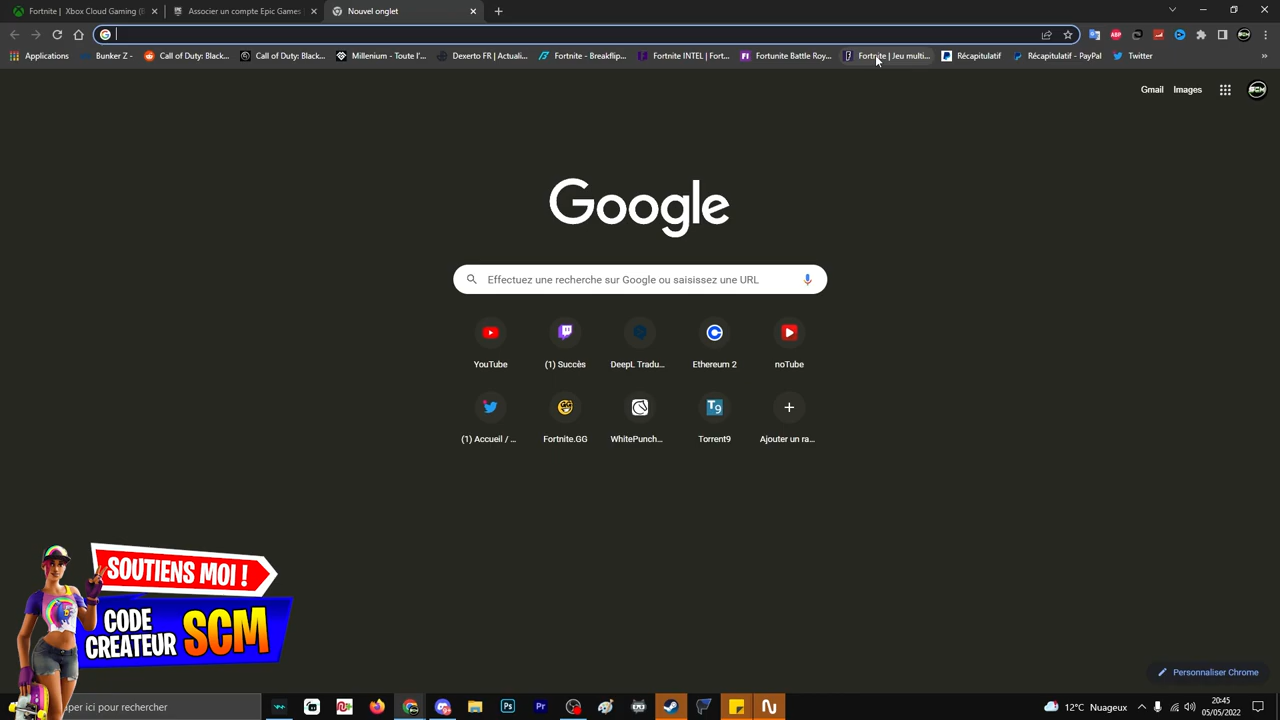 Fortnite | Xbox Cloud Gaming (B
Associer un compte Epic Games
Nouvel onglet
Applications
Bunker Z -
Call of Duty: Black...
Call of Duty: Black...
Millenium - Toute l'...
Dexerto FR | Actuali...
Fortnite - Breakflip...
Fortnite INTEL | Fort...
Fortunite Battle Roy...
Fortnite | Jeu multi...
Récapitulatif
Récapitulatif - PayPal
Twitter
»
Gmail
Images
Google
Effectuez une recherche sur Google ou saisissez une URL
YouTube
(1) Succès
DeepL Tradu...
Ethereum 2
noTube
(1) Accueil / ...
Fortnite.GG
WhitePunch...
Torrent9
Ajouter un ra...
SOUTIENS MOI !
CODE
CREATEUR SCM
Personnaliser Chrome
per ici pour rechercher
12°C Nuageux
20:45
05/05/2022